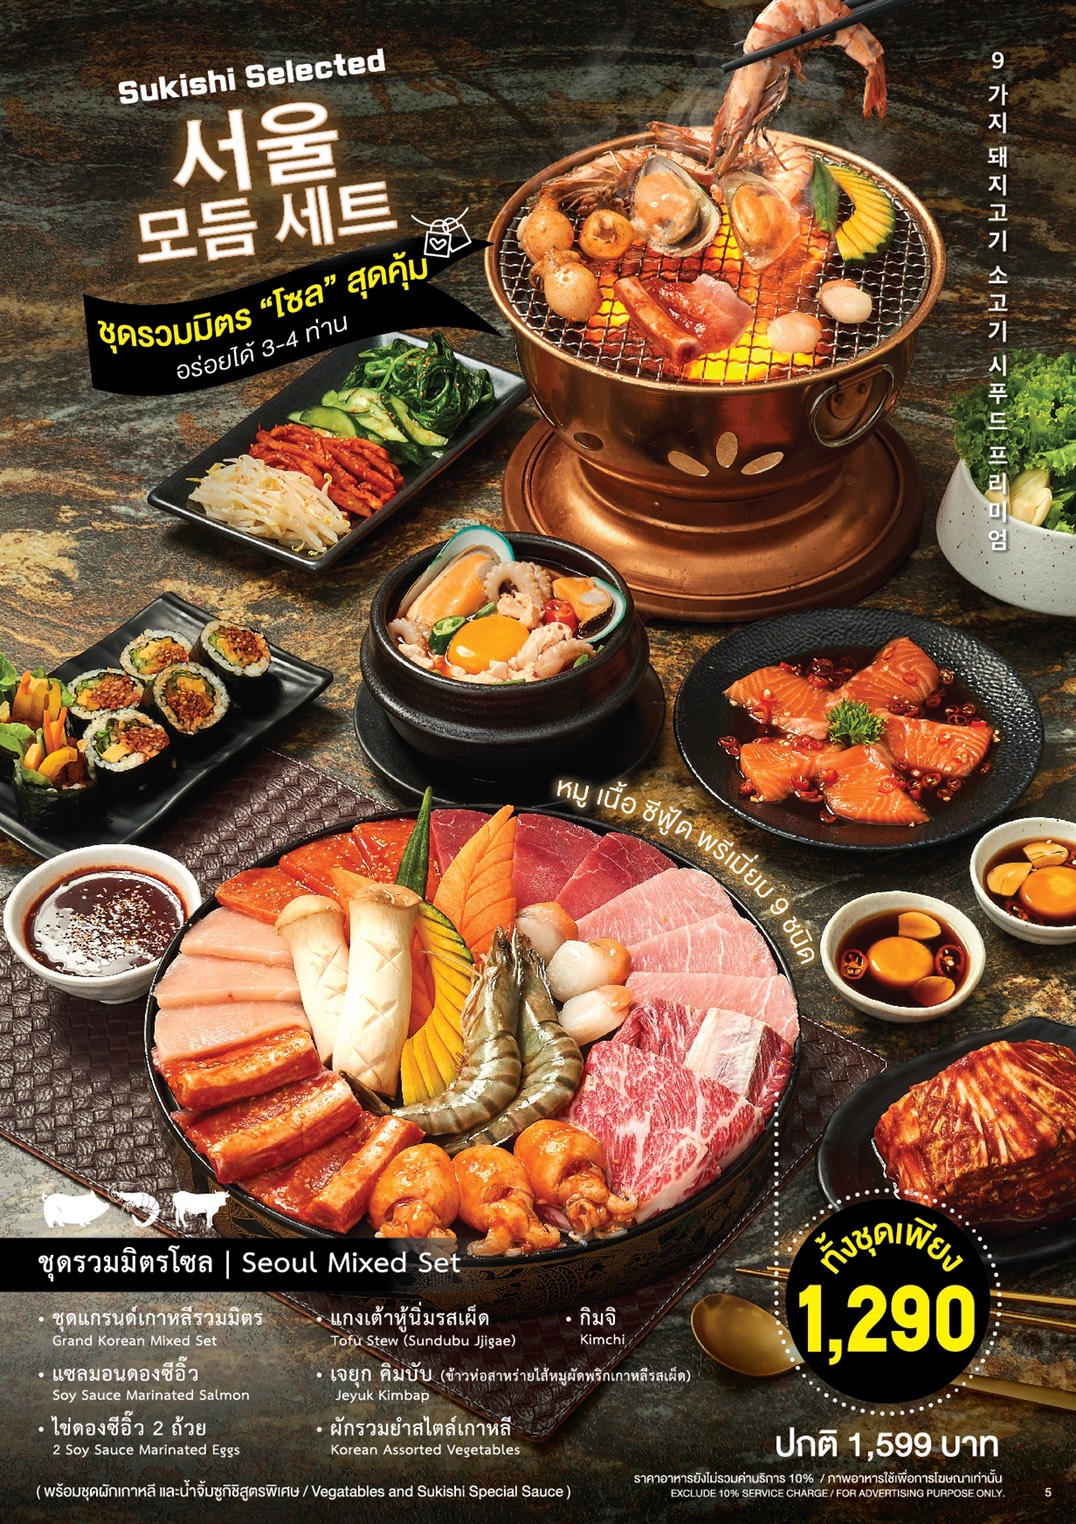 Sukishi Selected
서울
모듬 세트
ชุดรวมมิตร “โซล” สุดคุ้ม
อร่อยได้ 3-4 ท่าน
9 가지 돼지고기 소고기 시푸드 프리미엄
หมู เนื้อ ซีฟู้ด พรีเมี่ยม 9 ชนิด
ชุดรวมมิตรโซล | Seoul Mixed Set
• ชุดแกรนด์เกาหลีรวมมิตร
Grand Korean Mixed Set
• แซลมอนดองซีอิ๊ว
Soy Sauce Marinated Salmon
• ไข่ดองซีอิ๊ว 2 ถ้วย
2 Soy Sauce Marinated Eggs
• แกงเต้าหู้นิ่มรสเผ็ด
Tofu Stew (Sundubu Jjigae)
• เจยุก คิมบับ (ข้าวห่อสาหร่ายไส้หมูผัดพริกเกาหลีรสเผ็ด)
Jeyuk Kimbap
• ผักรวมยำสไตล์เกาหลี
Korean Assorted Vegetables
• กิมจิ
Kimchi
(พร้อมชุดผักเกาหลี และน้ำจิ้มซูกิชิสูตรพิเศษ / Vegatables and Sukishi Special Sauce)
ทั้งชุดเพียง
1,290
ปกติ 1,599 บาท
ราคาอาหารยังไม่รวมค่าบริการ 10% / ภาพอาหารใช้เพื่อการโฆษณาเท่านั้น
EXCLUDE 10% SERVICE CHARGE / FOR ADVERTISING PURPOSE ONLY.
5